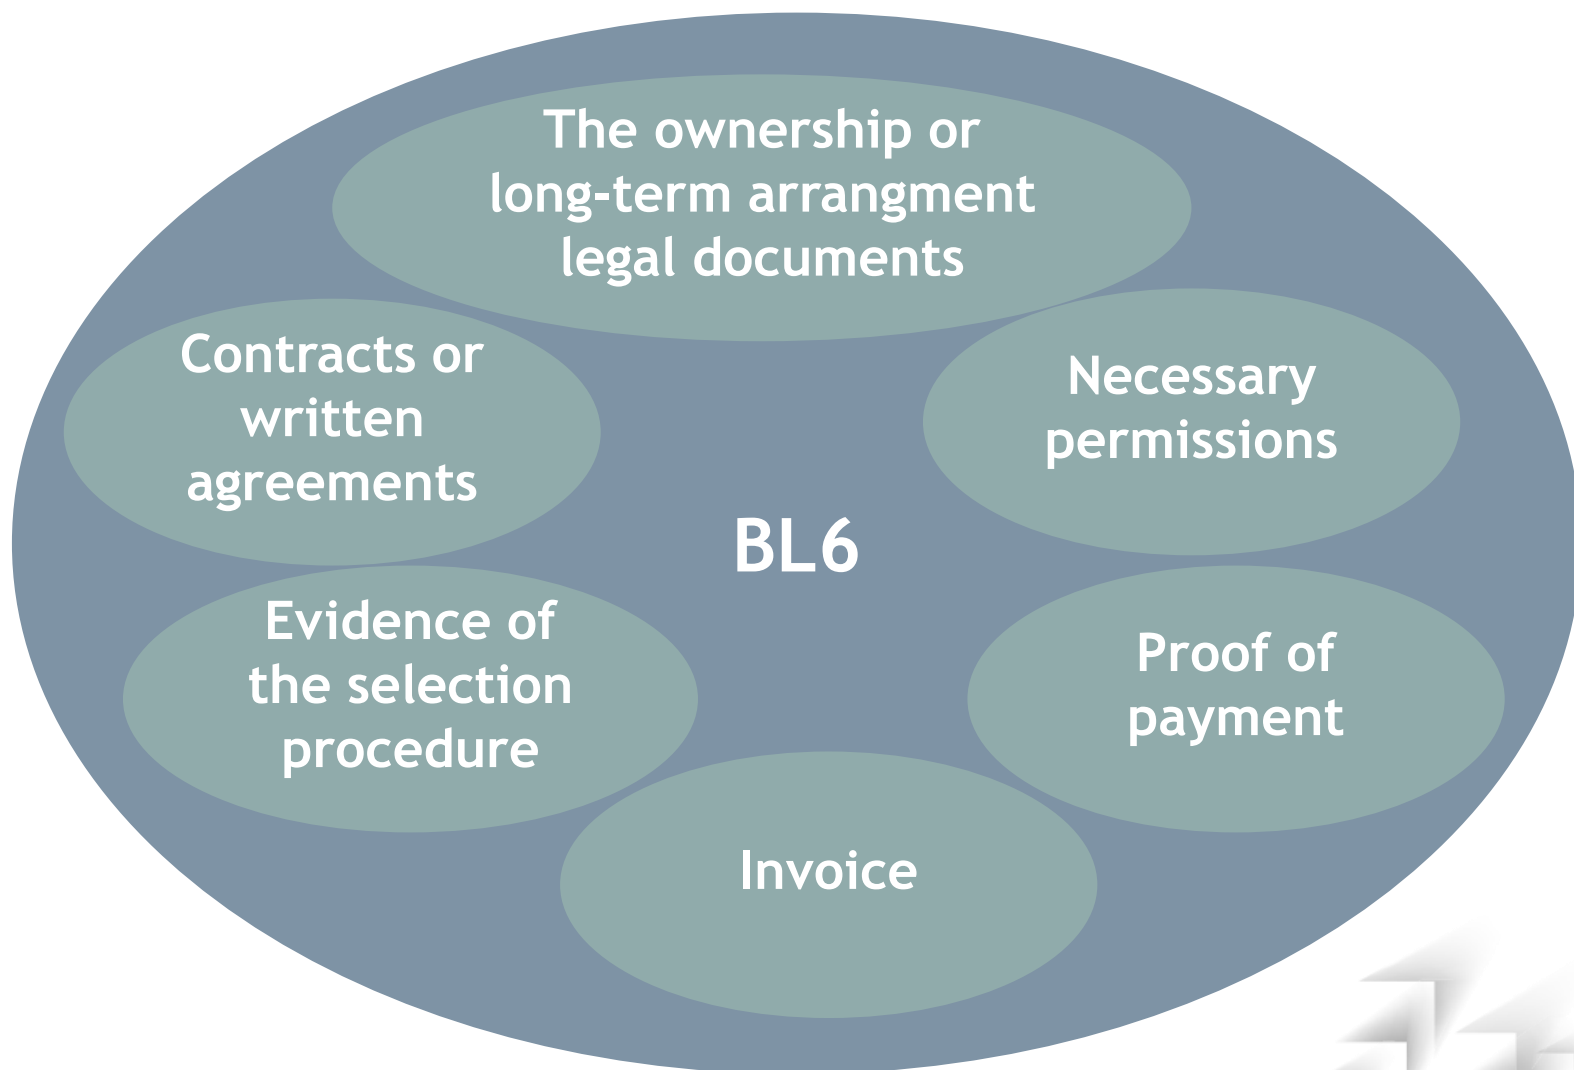 The ownership or
long-term arrangment
legal documents
Contracts or
written
agreements
Necessary
permissions
BL6
Evidence of
the selection
procedure
Proof of
payment
Invoice